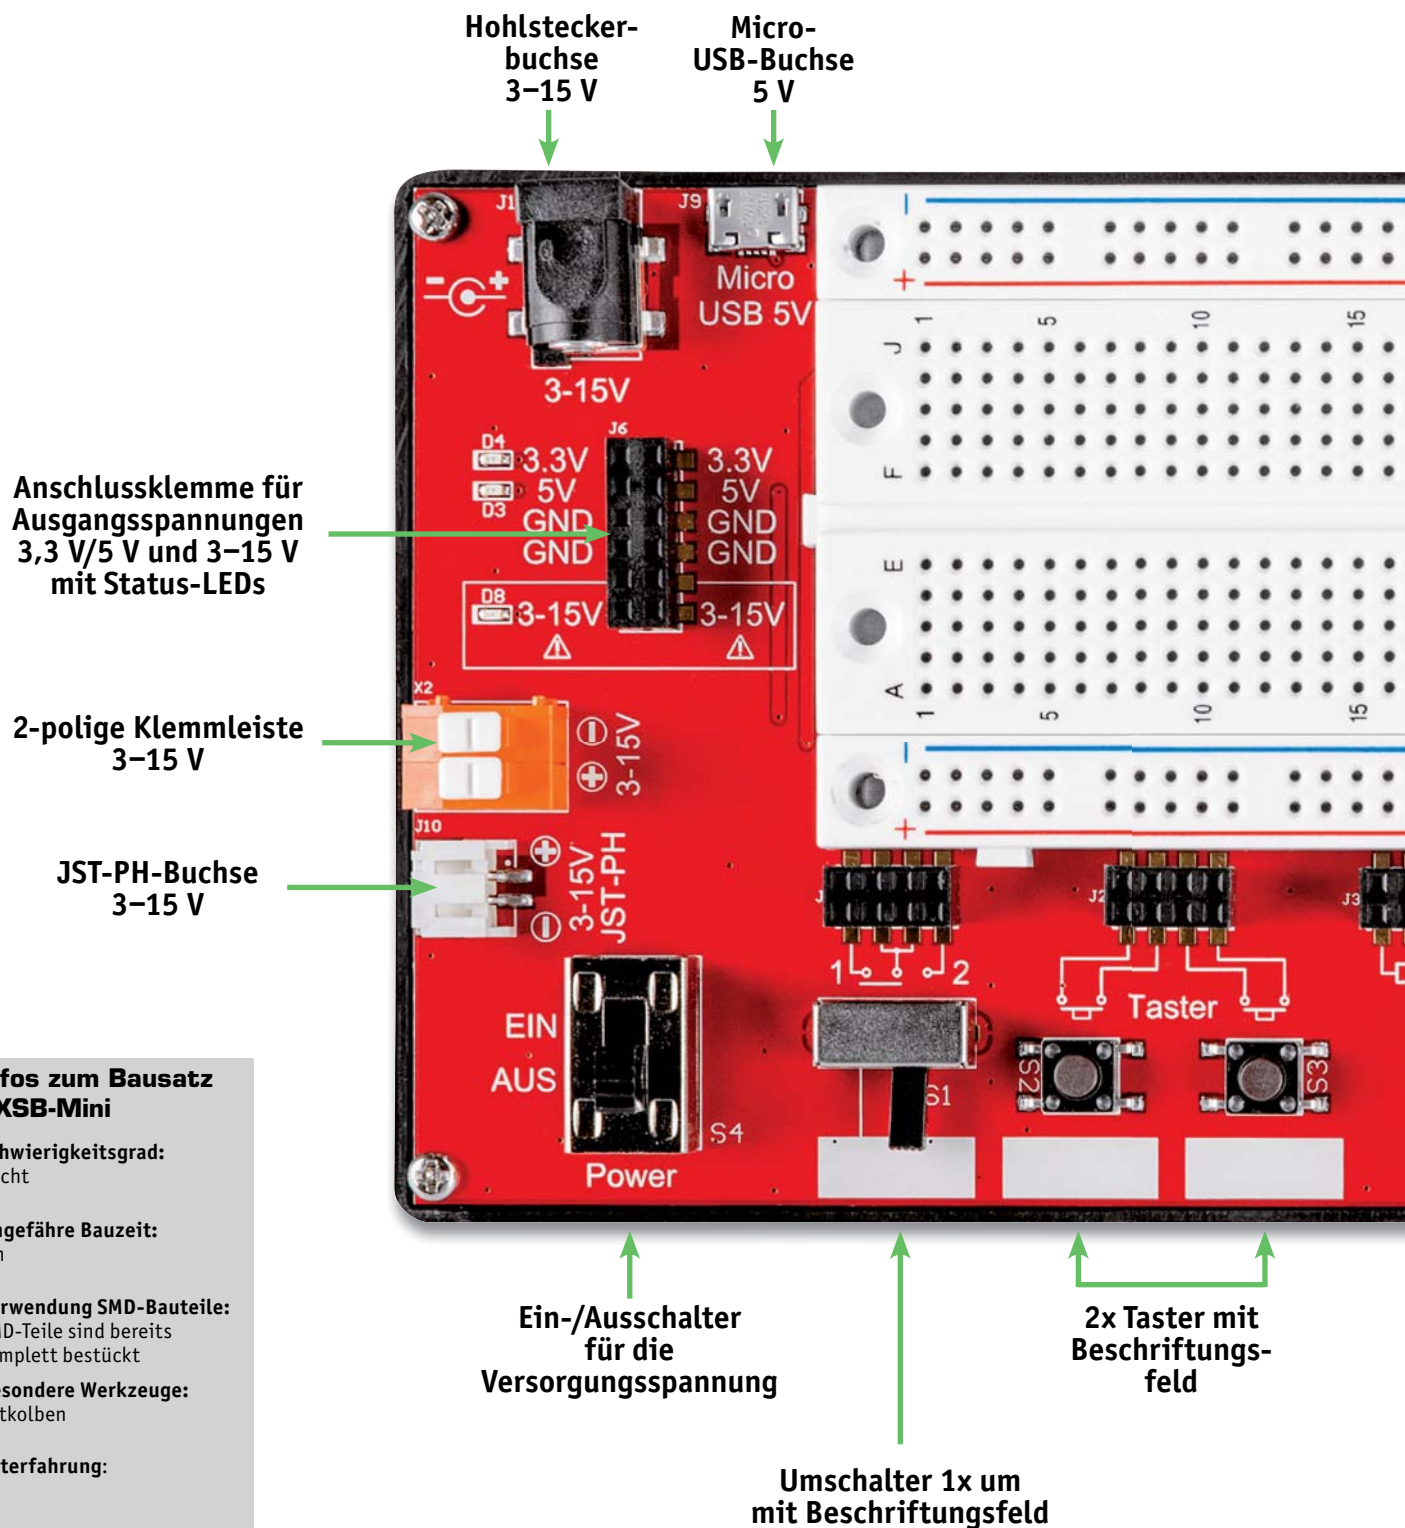 Hohlstecker-
buchse
3–15 V
Micro-
USB-Buchse
5 V
J1
J9
- +
Micro
USB 5V
3-15V
J6
D4
3.3V
3.3V
5V
5V
D3
GND
GND
GND
GND
D8
3-15V
3-15V
Anschlussklemme für
Ausgangsspannungen
3,3 V/5 V und 3–15 V
mit Status-LEDs
X2
3-15V
2-polige Klemmleiste
3–15 V
J10
3-15V
JST-PH
JST-PH-Buchse
3–15 V
− +
1 5 10 15
J
F
E
A
1 5 10 15
− +
J
J2
J3
1 2
Taster
EIN
AUS
S4
Power
S1
S2
S3
fos zum Bausatz
XSB-Mini
hwierigkeitsgrad:
cht
ngefähre Bauzeit:
rwendung SMD-Bauteile:
MD-Teile sind bereits
mplett bestückt
esondere Werkzeuge:
tkolben
terfahrung:
Ein-/Ausschalter
für die
Versorgungsspannung
2x Taster mit
Beschriftungs-
feld
Umschalter 1x um
mit Beschriftungsfeld